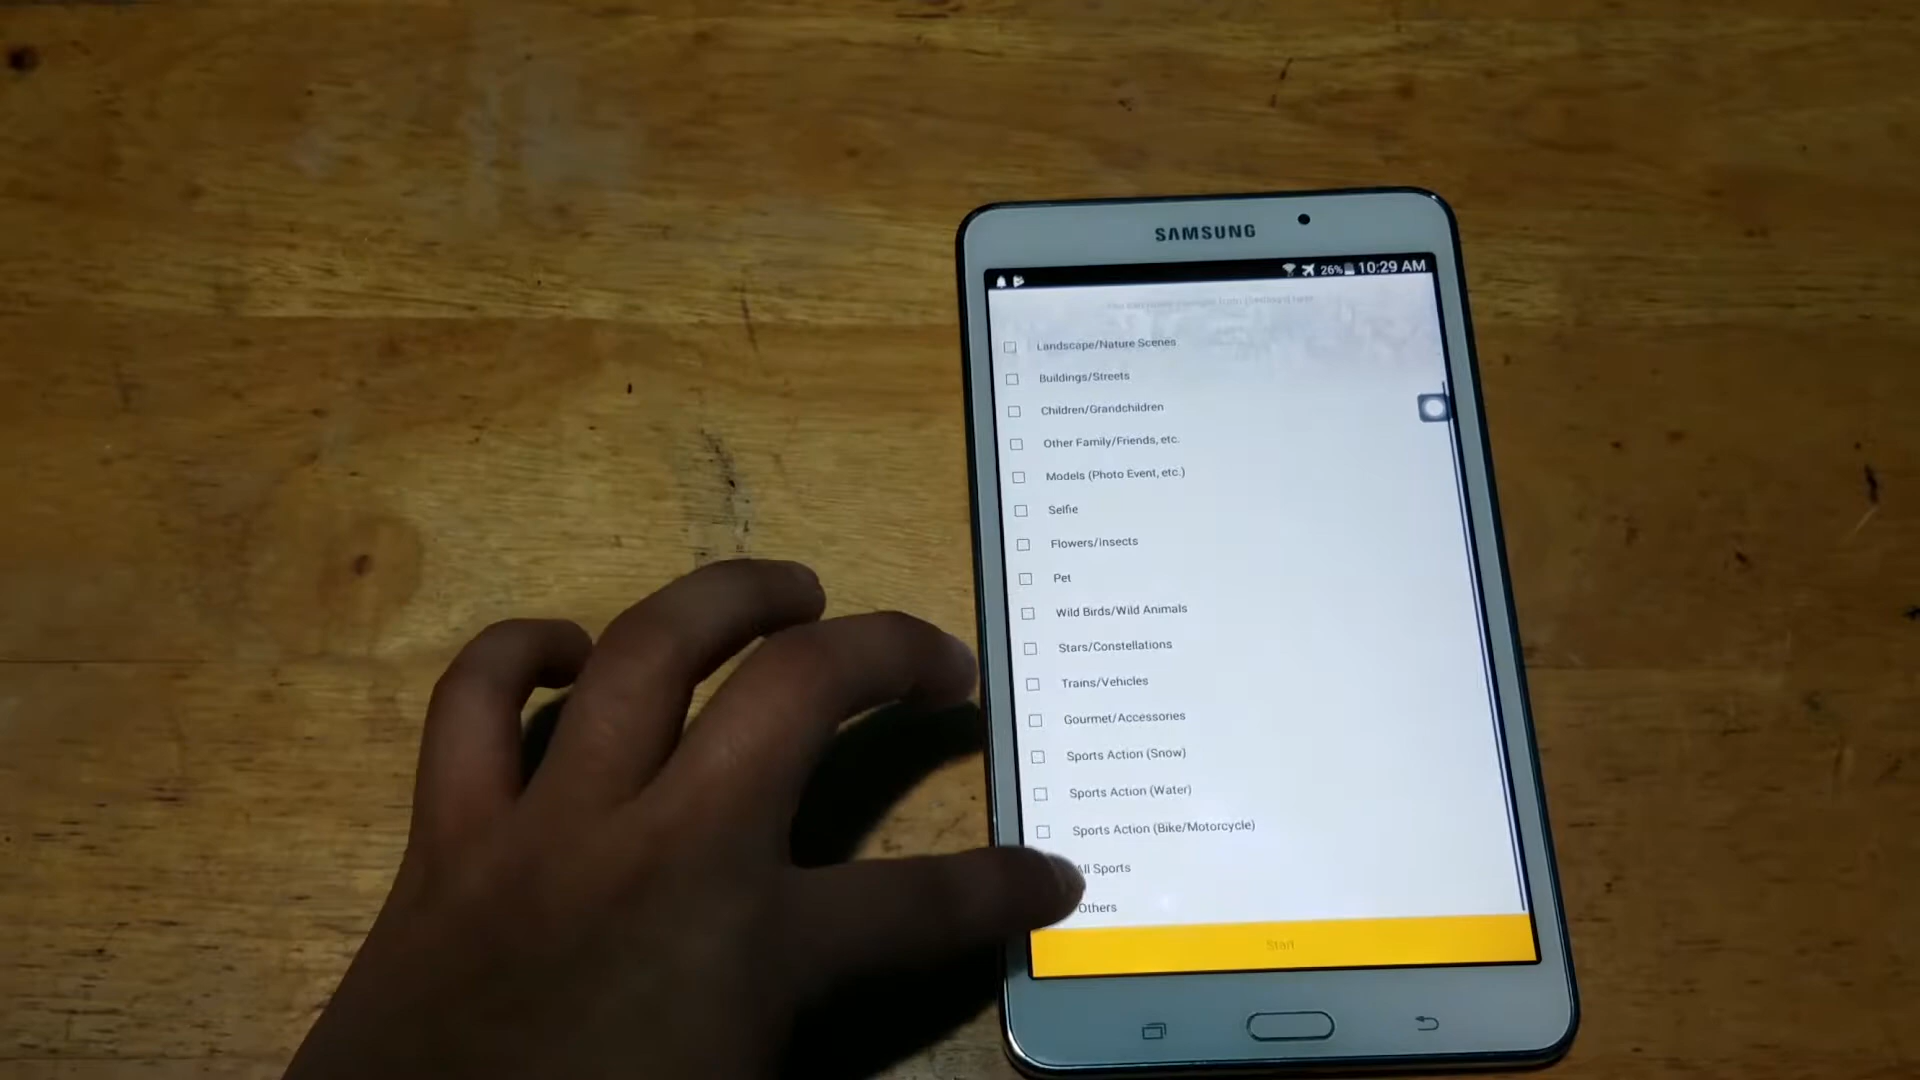 SAMSUNG
26% 10:29 AM
Landscape/Nature Scenes
Buildings/Streets
Children/Grandchildren
Other Family/Friends, etc.
Models (Photo Event, etc.)
Selfie
Flowers/insects
Pet
Wild Birds/Wild Animals
Stars/Constellations
Trains/Vehicles
Gourmet/Accessories
Sports Action (Snow)
Sports Action (Water)
Sports Action (Bike/Motorcycle)
All Sports
Others
Start